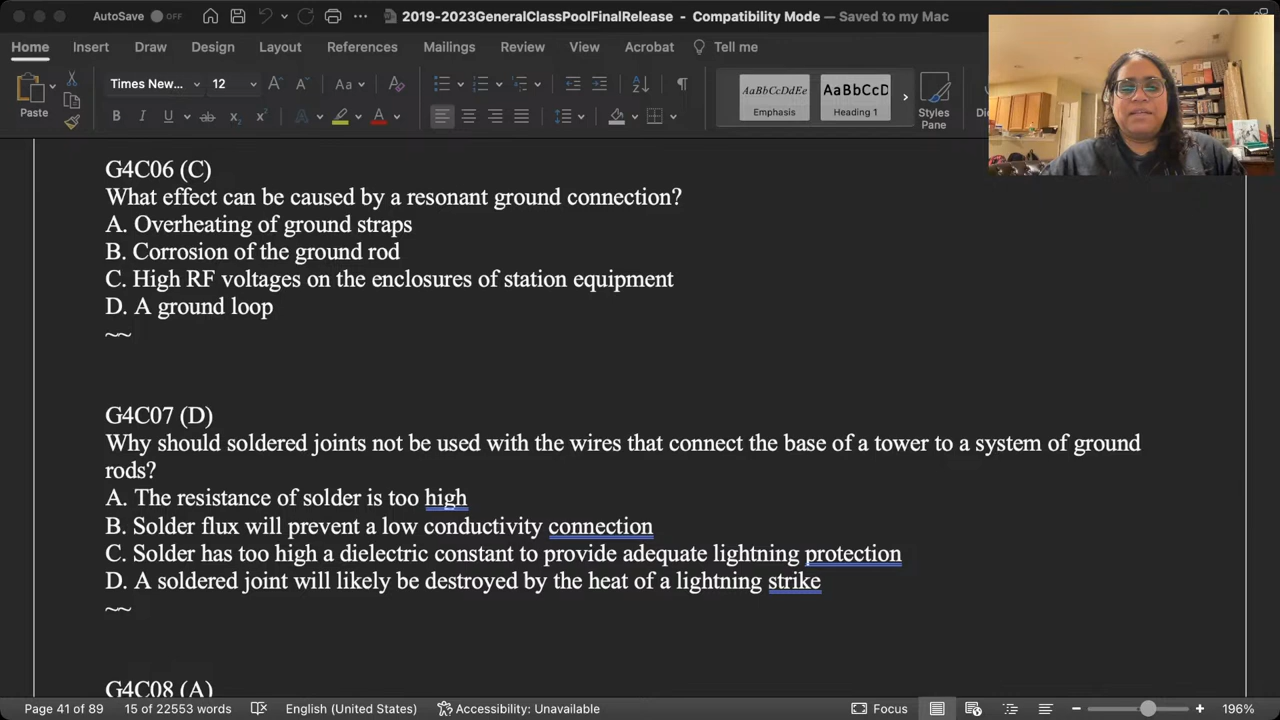 AutoSave OFF ··· 2019-2023GeneralClassPoolFinalRelease - Compatibility Mode — Saved to my Mac
Home Insert Draw Design Layout References Mailings Review View Acrobat Tell me
Paste Times New... 12 A A Aa A AaBbCcDdEe AaBbCcD
B I U ab x₂ x² A A A Emphasis Heading 1 Styles Pane
G4C06 (C)
What effect can be caused by a resonant ground connection?
A. Overheating of ground straps
B. Corrosion of the ground rod
C. High RF voltages on the enclosures of station equipment
D. A ground loop
~~
G4C07 (D)
Why should soldered joints not be used with the wires that connect the base of a tower to a system of ground
rods?
A. The resistance of solder is too high
B. Solder flux will prevent a low conductivity connection
C. Solder has too high a dielectric constant to provide adequate lightning protection
D. A soldered joint will likely be destroyed by the heat of a lightning strike
~~
G4C08 (A)
Page 41 of 89 15 of 22553 words English (United States) Accessibility: Unavailable Focus − + 196%